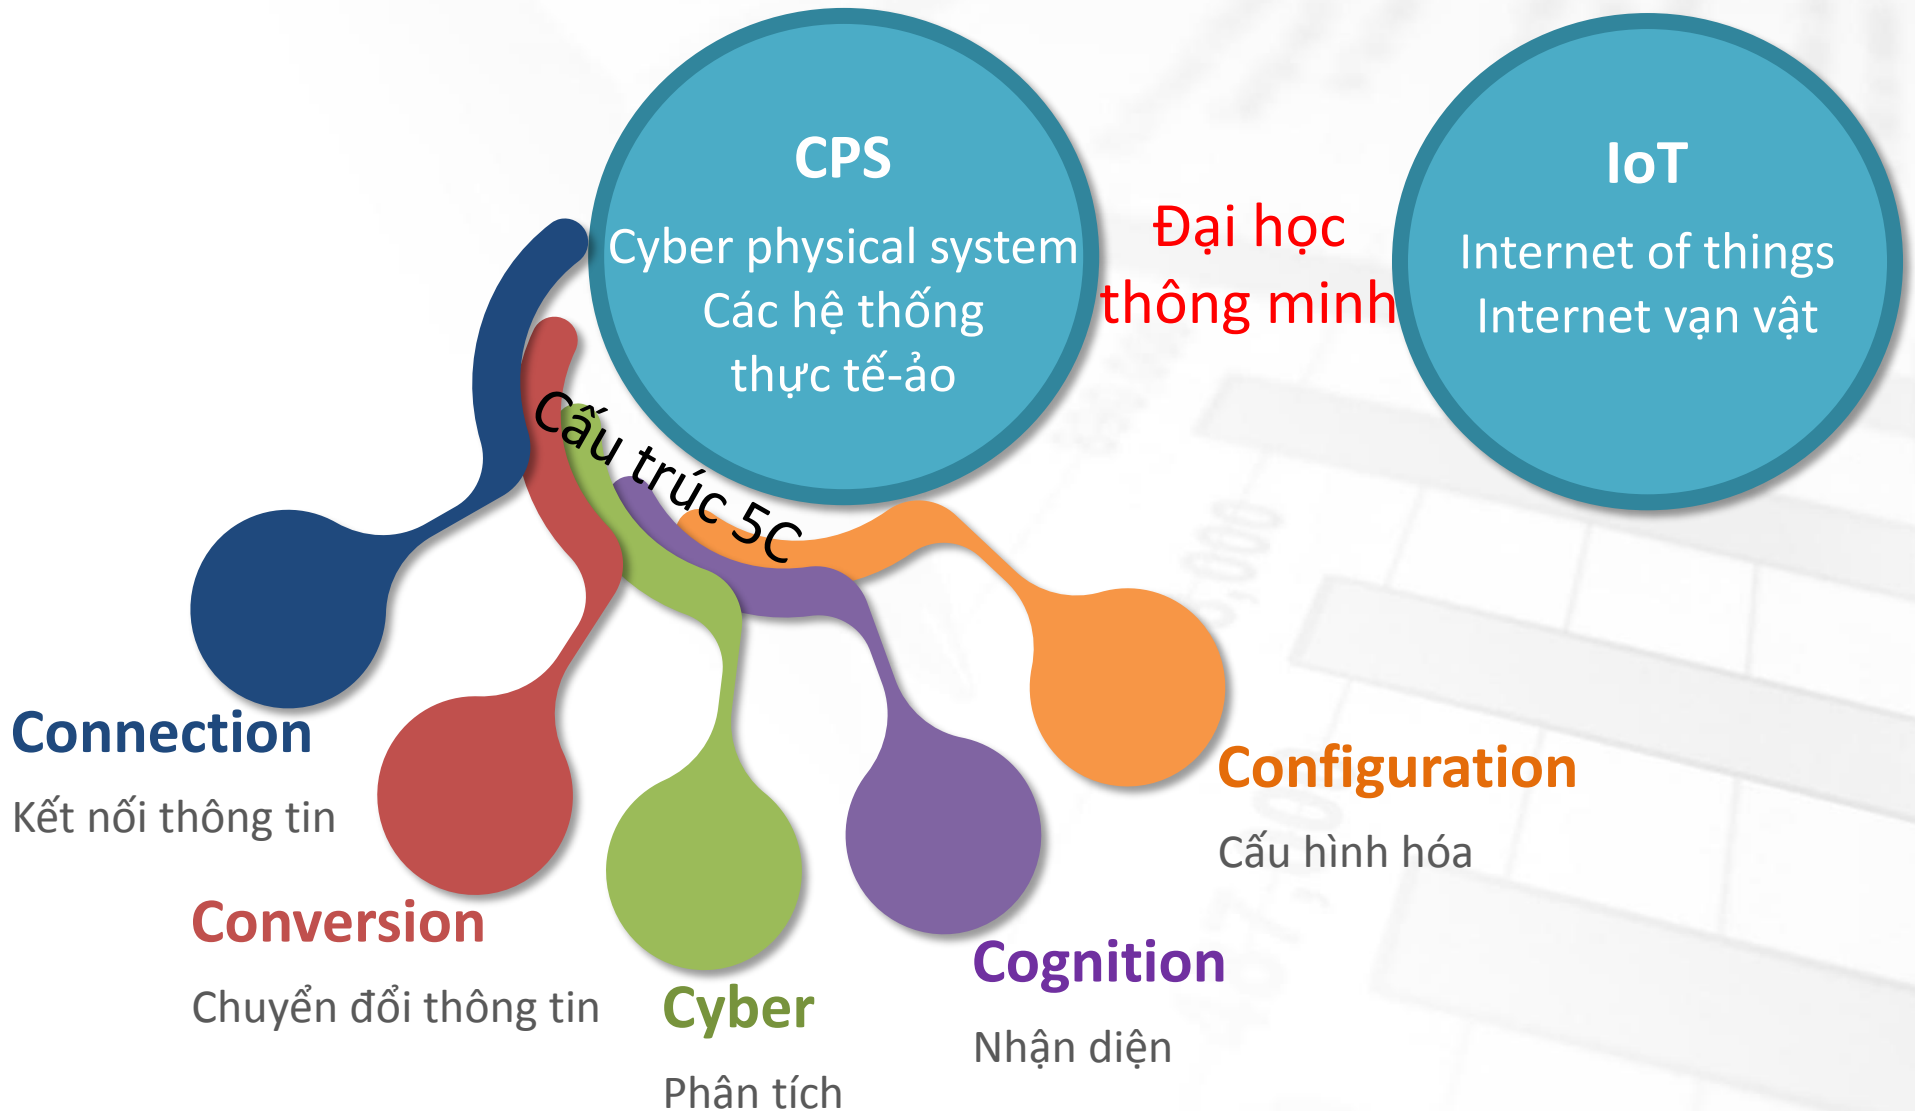 CPS
Cyber physical system
Các hệ thống
thực tế-ảo
Đại học
thông minh
IoT
Internet of things
Internet vạn vật
Cấu trúc 5C
Connection
Kết nối thông tin
Conversion
Chuyển đổi thông tin
Cyber
Phân tích
Cognition
Nhận diện
Configuration
Cấu hình hóa